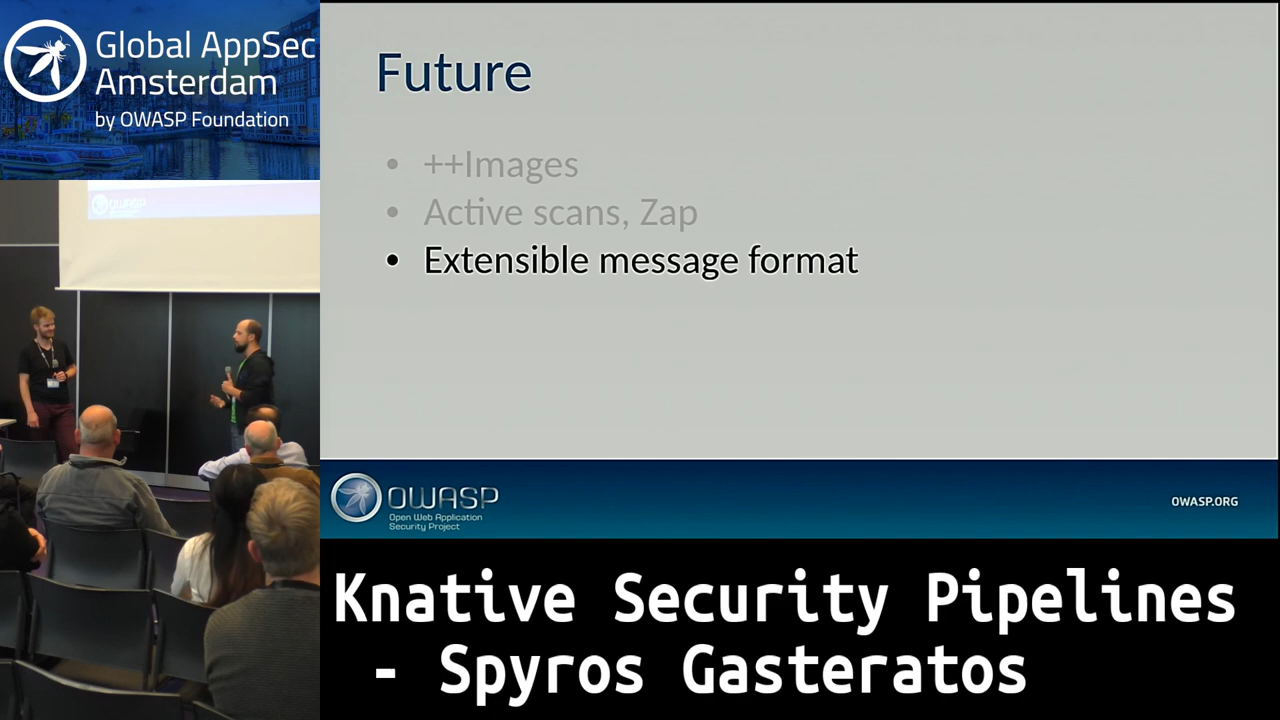 Global AppSec
Amsterdam
by OWASP Foundation
Future
• ++Images
• Active scans, Zap
• Extensible message format
OWASP
OWASP
Open Web Application
Security Project
OWASP.ORG
Knative Security Pipelines
- Spyros Gasteratos